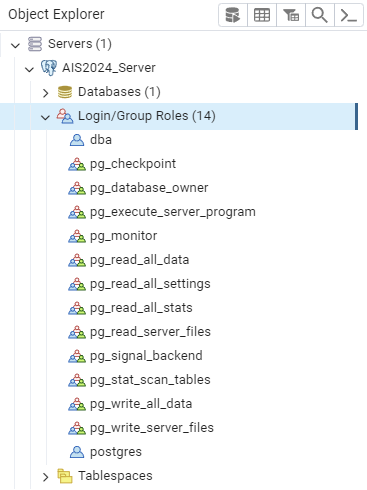 Object Explorer
Servers (1)
AIS2024_Server
Databases (1)
Login/Group Roles (14)
dba
pg_checkpoint
pg_database_owner
pg_execute_server_program
pg_monitor
pg_read_all_data
pg_read_all_settings
pg_read_all_stats
pg_read_server_files
pg_signal_backend
pg_stat_scan_tables
pg_write_all_data
pg_write_server_files
postgres
Tablespaces